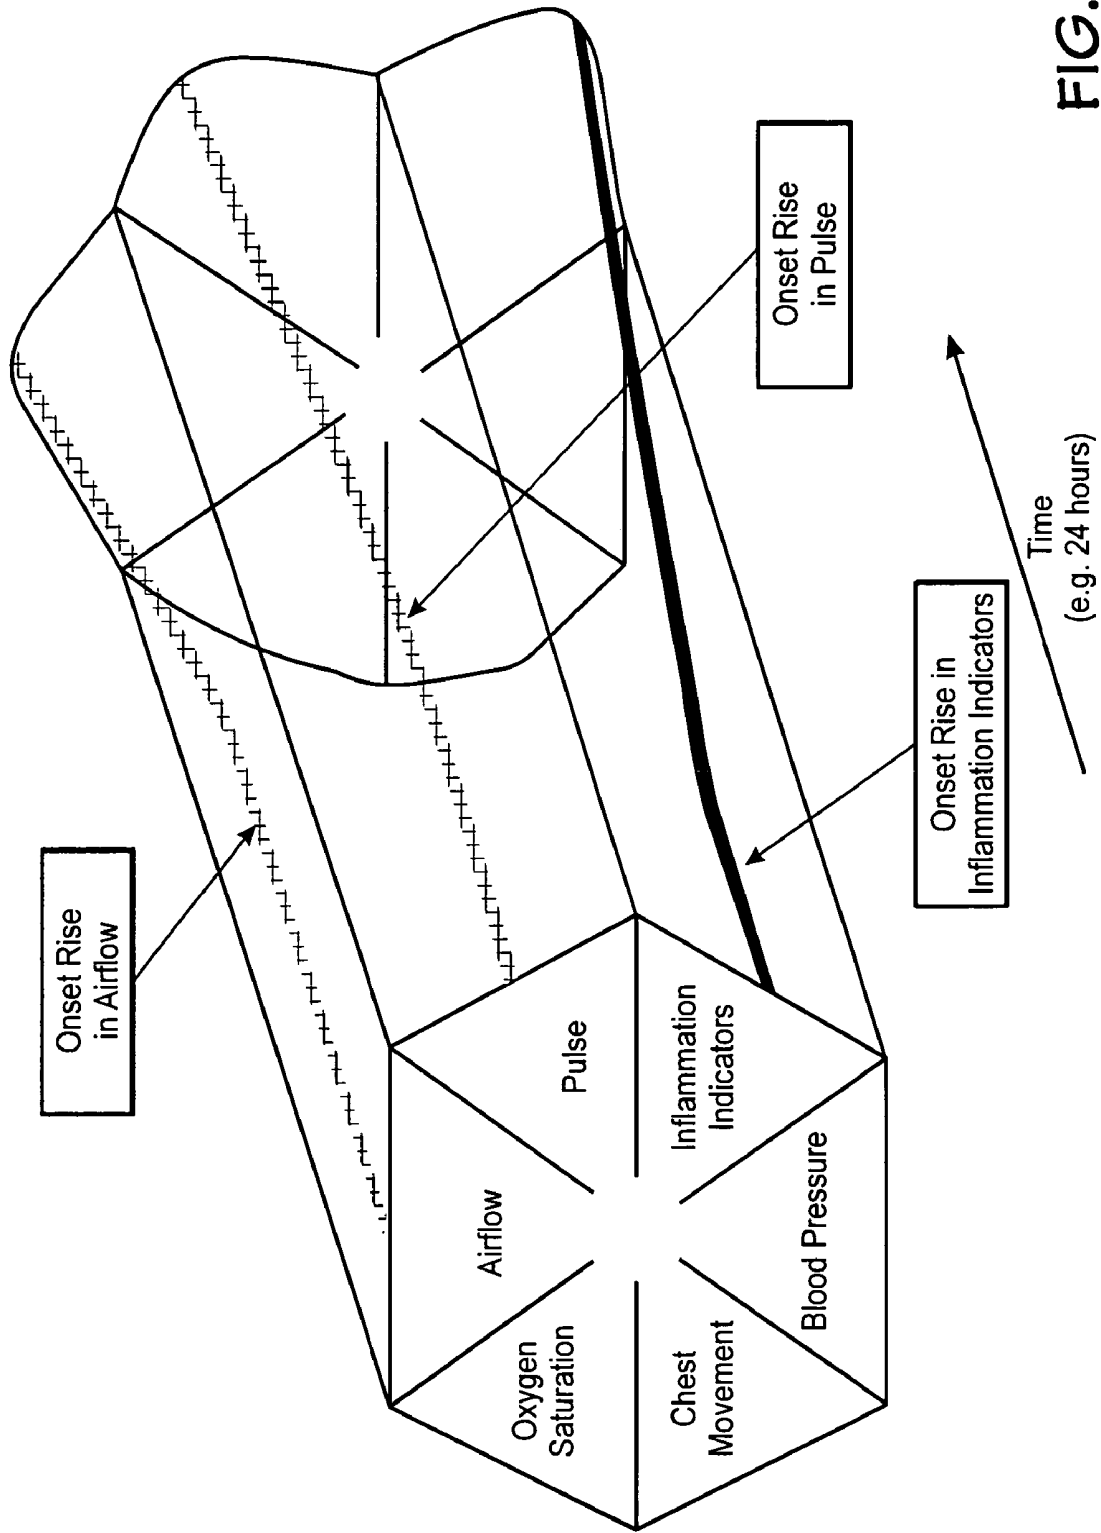 Onset Rise
in Airflow
Onset Rise
in Pulse
Oxygen
Saturation
Airflow
Pulse
Chest
Movement
Blood Pressure
Inflammation
Indicators
Onset Rise in
Inflammation Indicators
Time
(e.g. 24 hours)
FIG.